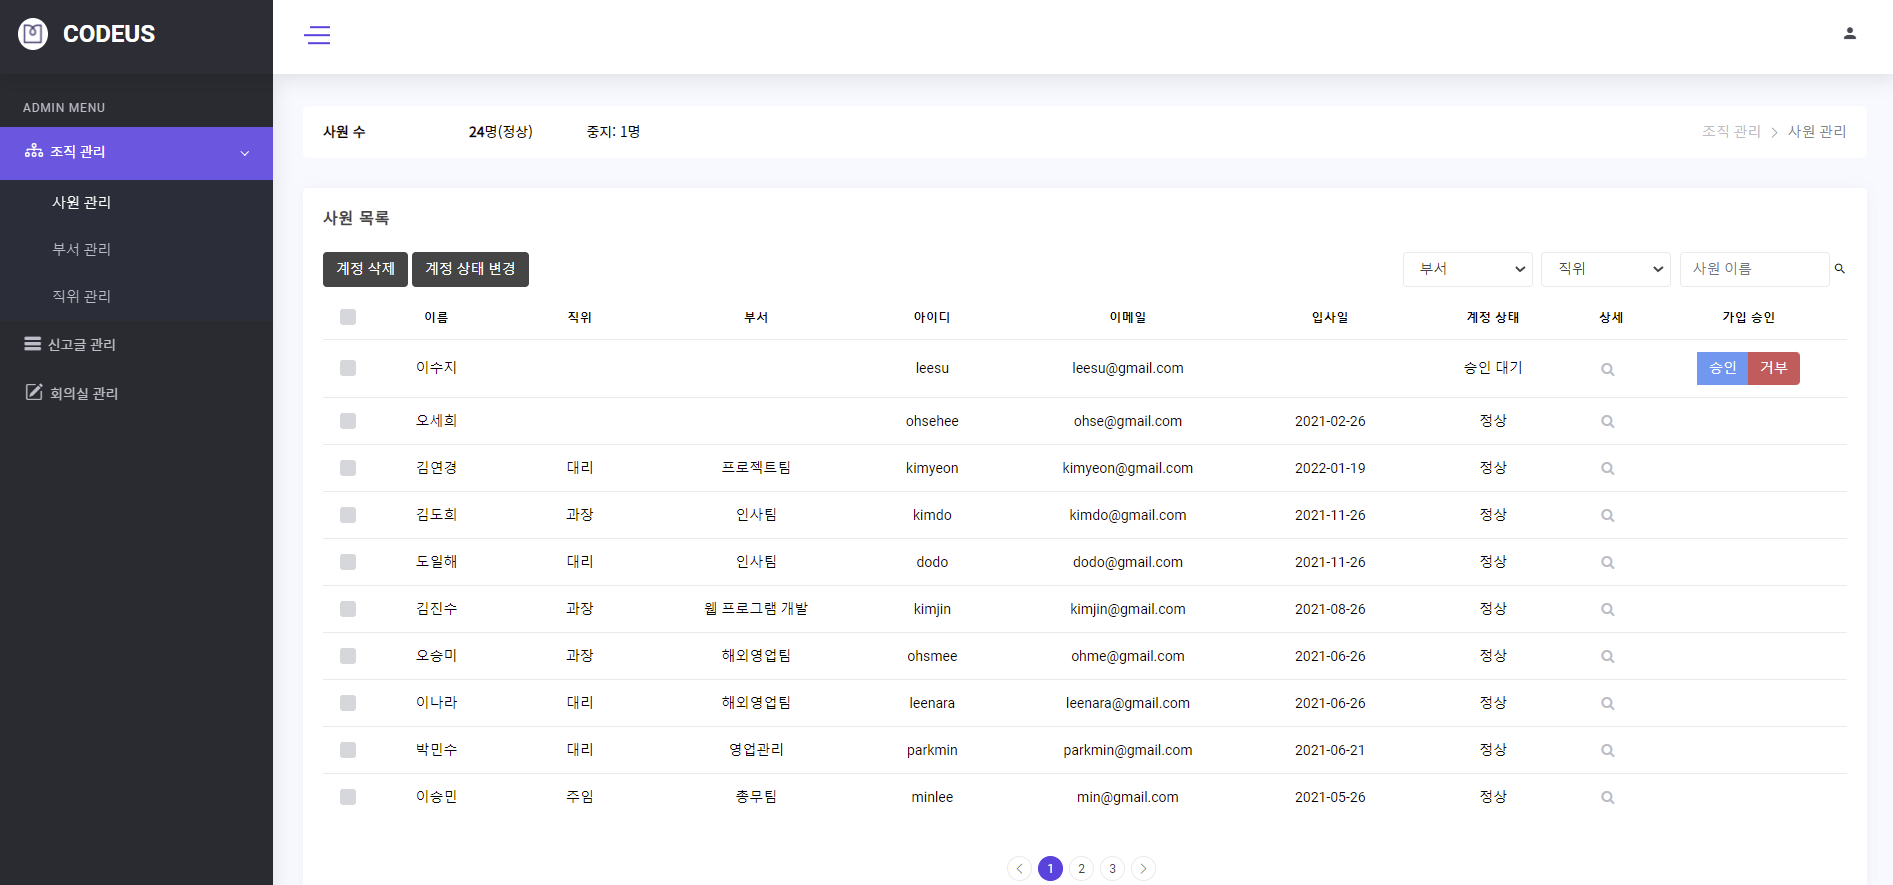 CODEUS
ADMIN MENU
조직 관리
사원 관리
부서 관리
직위 관리
신고글 관리
회의실 관리
사원 수 24명(정상) 중지: 1명
조직 관리 > 사원 관리
사원 목록
계정 삭제 계정 상태 변경 부서 직위 사원 이름
이름 직위 부서 아이디 이메일 입사일 계정 상태 상세 가입 승인
이수지 leesu leesu@gmail.com 승인 대기 승인 거부
오세희 ohsehee ohse@gmail.com 2021-02-26 정상
김연경 대리 프로젝트팀 kimyeon kimyeon@gmail.com 2022-01-19 정상
김도희 과장 인사팀 kimdo kimdo@gmail.com 2021-11-26 정상
도일해 대리 인사팀 dodo dodo@gmail.com 2021-11-26 정상
김진수 과장 웹 프로그램 개발 kimjin kimjin@gmail.com 2021-08-26 정상
오승미 과장 해외영업팀 ohsmee ohme@gmail.com 2021-06-26 정상
이나라 대리 해외영업팀 leenara leenara@gmail.com 2021-06-26 정상
박민수 대리 영업관리 parkmin parkmin@gmail.com 2021-06-21 정상
이승민 주임 총무팀 minlee min@gmail.com 2021-05-26 정상
< 1 2 3 >